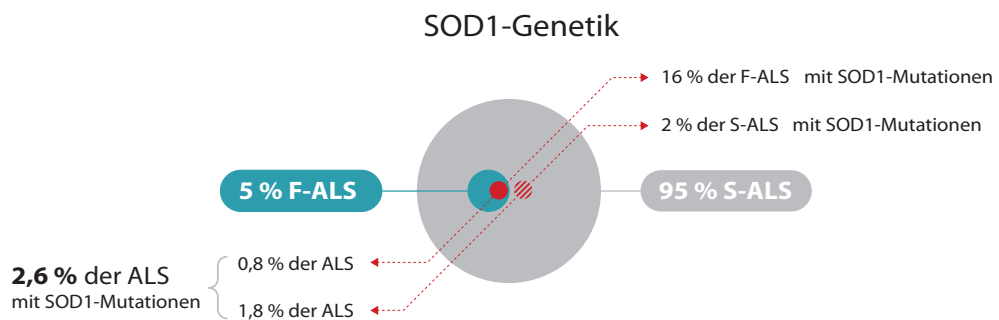 SOD1-Genetik
16 % der F-ALS mit SOD1-Mutationen
2 % der S-ALS mit SOD1-Mutationen
5 % F-ALS
95 % S-ALS
2,6 % der ALS
mit SOD1-Mutationen
0,8 % der ALS
1,8 % der ALS